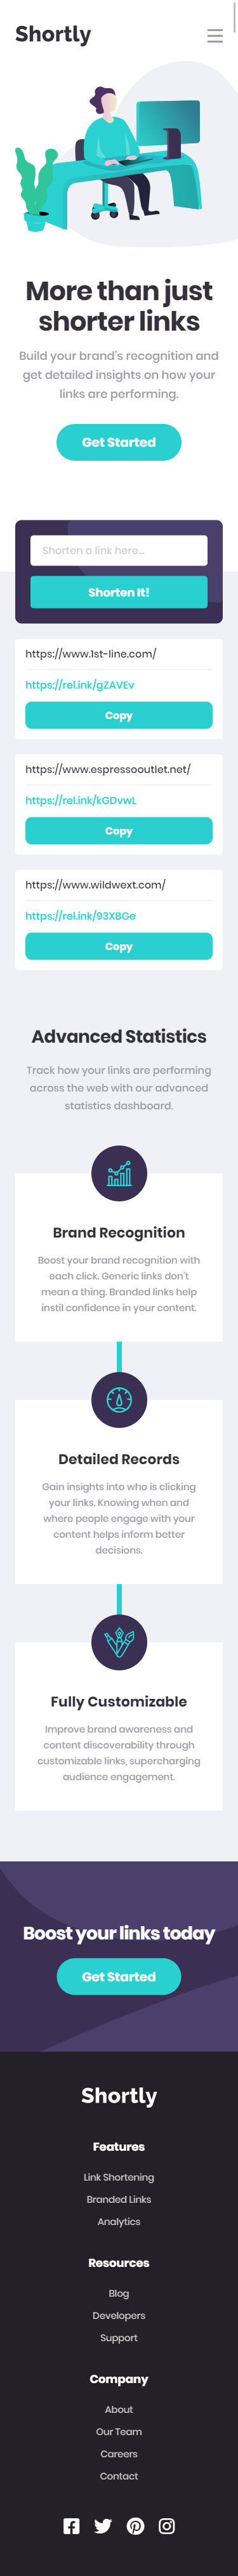 Shortly
More than just
shorter links
Build your brand's recognition and
get detailed insights on how your
links are performing.
Get Started
Shorten a link here...
Shorten It!
https://www.1st-line.com/
https://rel.ink/gZAVEv
Copy
https://www.espressooutlet.net/
https://rel.ink/kGDvwL
Copy
https://www.wildwext.com/
https://rel.ink/93XBGe
Copy
Advanced Statistics
Track how your links are performing
across the web with our advanced
statistics dashboard.
Brand Recognition
Boost your brand recognition with
each click. Generic links don't
mean a thing. Branded links help
instil confidence in your content.
Detailed Records
Gain insights into who is clicking
your links. Knowing when and
where people engage with your
content helps inform better
decisions.
Fully Customizable
Improve brand awareness and
content discoverability through
customizable links, supercharging
audience engagement.
Boost your links today
Get Started
Shortly
Features
Link Shortening
Branded Links
Analytics
Resources
Blog
Developers
Support
Company
About
Our Team
Careers
Contact